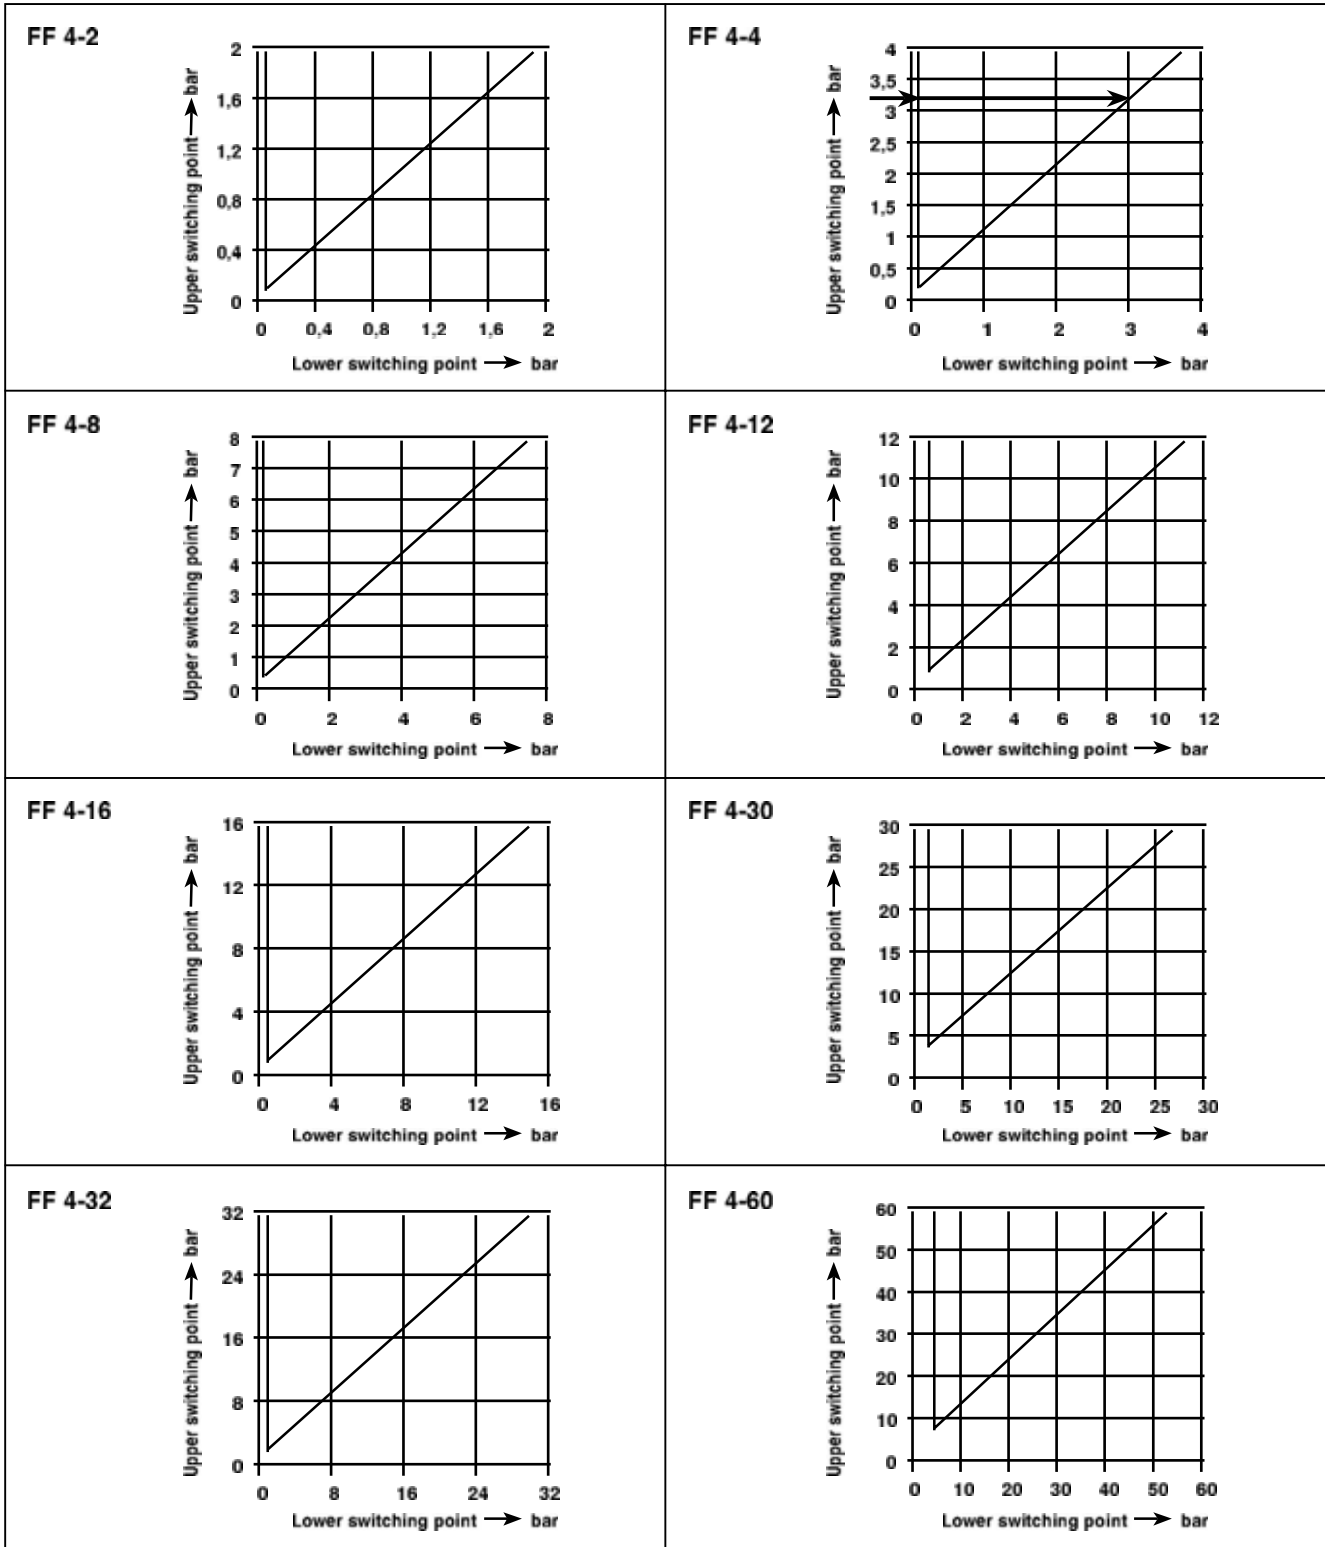 FF 4-2
Upper switching point bar
2
1,6
1,2
0,8
0,4
0
0 0,4 0,8 1,2 1,6 2
Lower switching point bar
FF 4-4
Upper switching point bar
4
3,5
3
2,5
2
1,5
1
0,5
0
0 1 2 3 4
Lower switching point bar
FF 4-8
Upper switching point bar
8
7
6
5
4
3
2
1
0
0 2 4 6 8
Lower switching point bar
FF 4-12
Upper switching point bar
12
10
8
6
4
2
0
0 2 4 6 8 10 12
Lower switching point bar
FF 4-16
Upper switching point bar
16
12
8
4
0
0 4 8 12 16
Lower switching point bar
FF 4-30
Upper switching point bar
30
25
20
15
10
5
0
0 5 10 15 20 25 30
Lower switching point bar
FF 4-32
Upper switching point bar
32
24
16
8
0
0 8 16 24 32
Lower switching point bar
FF 4-60
Upper switching point bar
60
50
40
30
20
10
0
0 10 20 30 40 50 60
Lower switching point bar